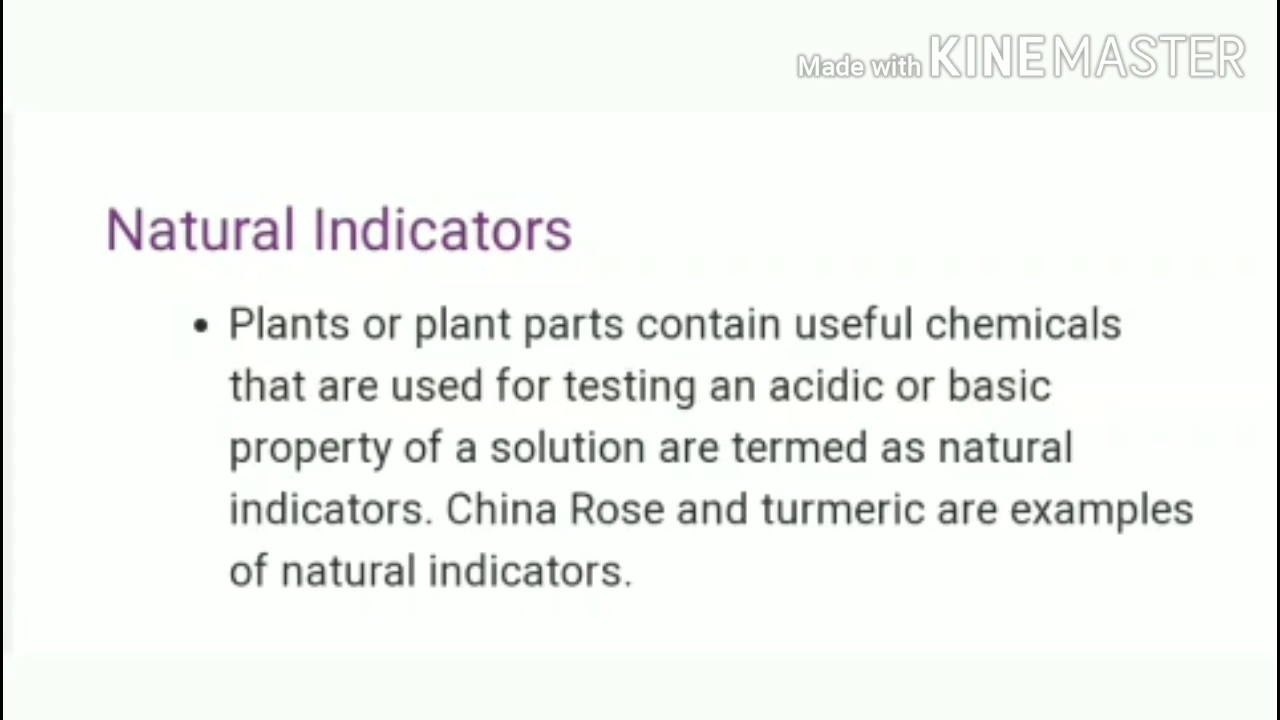 Made with KINEMASTER
Natural Indicators
• Plants or plant parts contain useful chemicals
that are used for testing an acidic or basic
property of a solution are termed as natural
indicators. China Rose and turmeric are examples
of natural indicators.